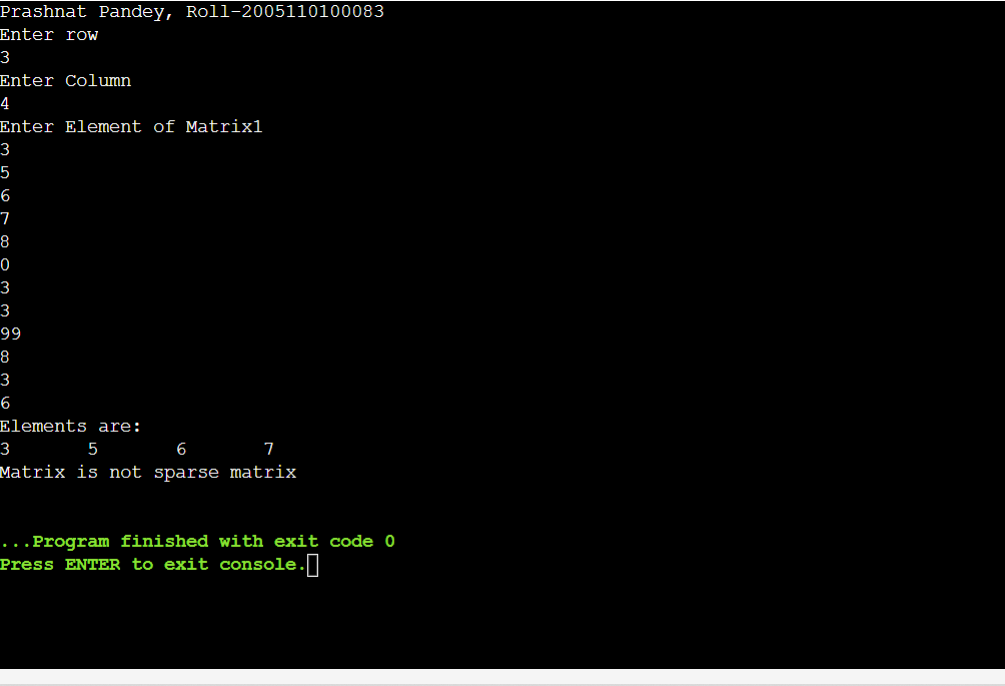 Prashnat Pandey, Roll-2005110100083
Enter row
3
Enter Column
4
Enter Element of Matrix1
3
5
6
7
8
0
3
3
99
8
3
6
Elements are:
3 5 6 7
Matrix is not sparse matrix
...Program finished with exit code 0
Press ENTER to exit console.